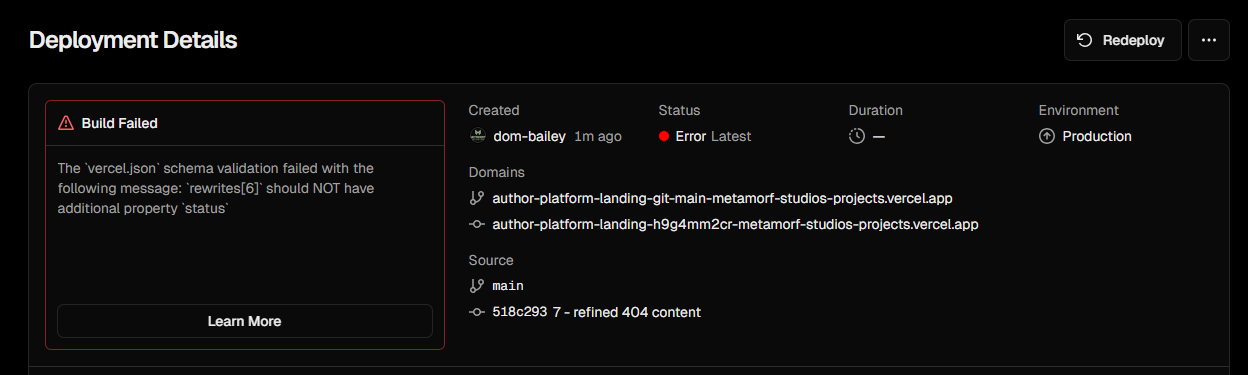 Deployment Details
Redeploy
Build Failed
The `vercel.json` schema validation failed with the
following message: `rewrites[6]` should NOT have
additional property `status`
Learn More
Created
dom-bailey 1m ago
Status
Error Latest
Duration
—
Environment
Production
Domains
author-platform-landing-git-main-metamorf-studios-projects.vercel.app
author-platform-landing-h9g4mm2cr-metamorf-studios-projects.vercel.app
Source
main
518c293 7 - refined 404 content